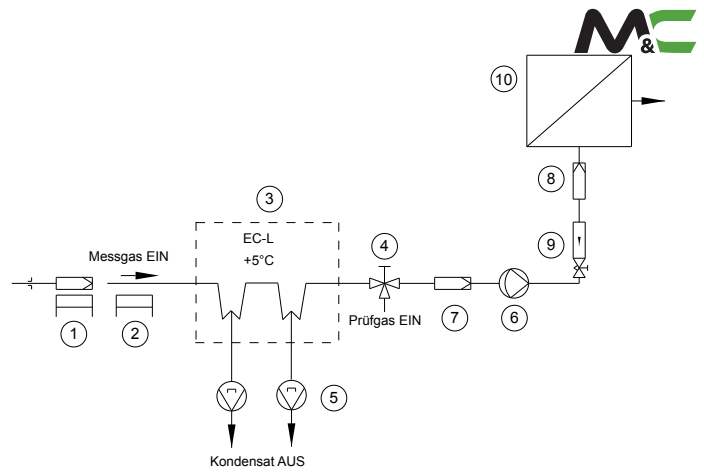 M&C
10
8
3
EC-L
+5°C
Messgas EIN
4
9
Prüfgas EIN
1
2
7
6
5
Kondensat AUS